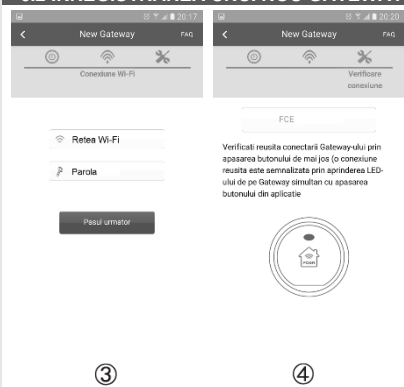 20:17
New Gateway
FAQ
Conexiune Wi-Fi
Retea Wi-Fi
Parola
Pasul urmator
③
20:20
New Gateway
FAQ
Verificare
conexiune
FCE
Verificati reusita conectarii Gateway-ului prin
apasarea butonului de mai jos (o conexiune
reusita este semnalizata prin aprinderea LED-
ului de pe Gateway simultan cu apasarea
butonului din aplicatie
④